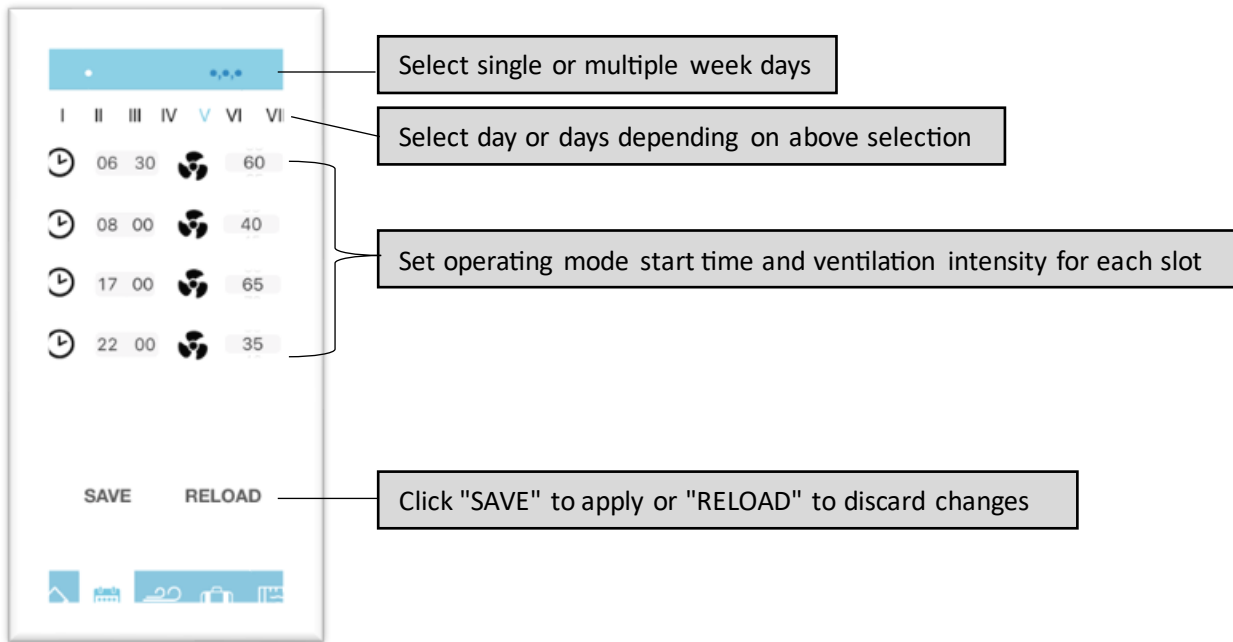 Select single or multiple week days
I II III IV V VI VII
Select day or days depending on above selection
06 30 60
08 00 40
Set operating mode start time and ventilation intensity for each slot
17 00 65
22 00 35
SAVE RELOAD
Click "SAVE" to apply or "RELOAD" to discard changes